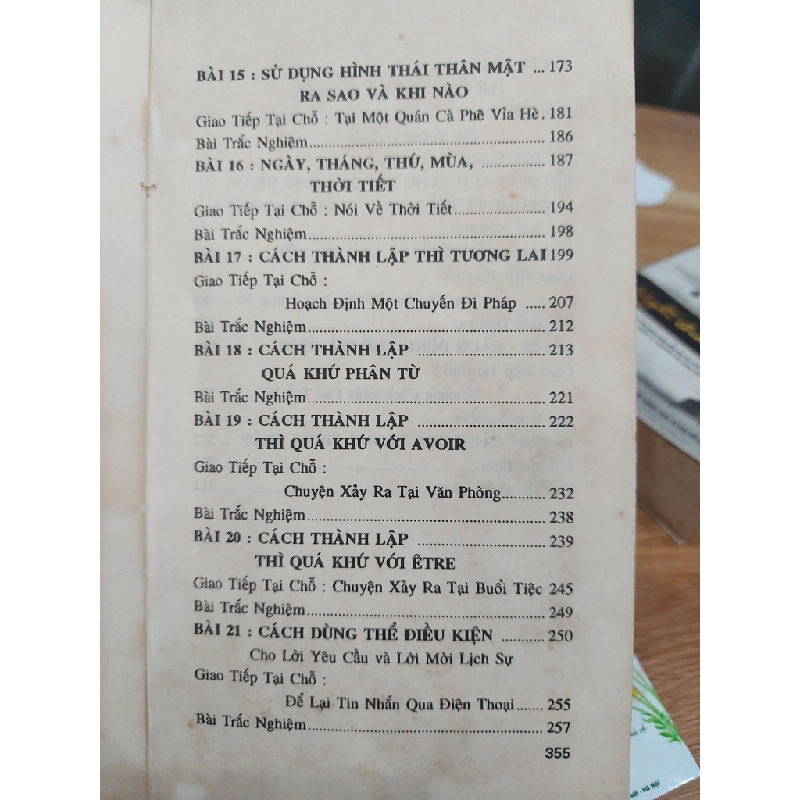 BÀI 15 : SỬ DỤNG HÌNH THÁI THÂN MẬT ... 173
RA SAO VÀ KHI NÀO
Giao Tiếp Tại Chỗ : Tại Một Quán Cà Phê Vỉa Hè. 181
Bài Trắc Nghiệm................................ 186
BÀI 16 : NGÀY, THÁNG, THỨ, MÙA, ............ 187
THỜI TIẾT
Giao Tiếp Tại Chỗ : Nói Về Thời Tiết............ 194
Bài Trắc Nghiệm................................ 198
BÀI 17 : CÁCH THÀNH LẬP THÌ TƯƠNG LAI 199
Giao Tiếp Tại Chỗ :
Hoạch Định Một Chuyến Đi Pháp ..... 207
Bài Trắc Nghiệm................................ 212
BÀI 18 : CÁCH THÀNH LẬP ................... 213
QUÁ KHỨ PHÂN TỪ
Bài Trắc Nghiệm................................ 221
BÀI 19 : CÁCH THÀNH LẬP ................... 222
THÌ QUÁ KHỨ VỚI AVOIR
Giao Tiếp Tại Chỗ :
Chuyện Xảy Ra Tại Văn Phòng....... 232
Bài Trắc Nghiệm................................ 238
BÀI 20 : CÁCH THÀNH LẬP ................... 239
THÌ QUÁ KHỨ VỚI ÊTRE
Giao Tiếp Tại Chỗ : Chuyện Xảy Ra Tại Buổi Tiệc 245
Bài Trắc Nghiệm................................ 249
BÀI 21 : CÁCH DÙNG THỂ ĐIỀU KIỆN ........ 250
Cho Lời Yêu Cầu và Lời Mời Lịch Sự
Giao Tiếp Tại Chỗ :
Để Lại Tin Nhắn Qua Điện Thoại...... 255
Bài Trắc Nghiệm................................ 257
355